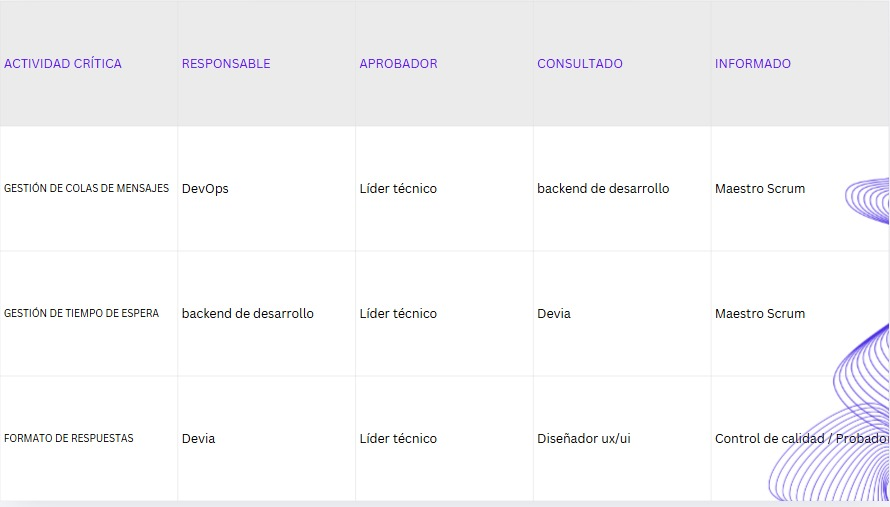 ACTIVIDAD CRÍTICA RESPONSABLE APROBADOR CONSULTADO INFORMADO
GESTIÓN DE COLAS DE MENSAJES DevOps Líder técnico backend de desarrollo Maestro Scrum
GESTIÓN DE TIEMPO DE ESPERA backend de desarrollo Líder técnico Devia Maestro Scrum
FORMATO DE RESPUESTAS Devia Líder técnico Diseñador ux/ui Control de calidad /